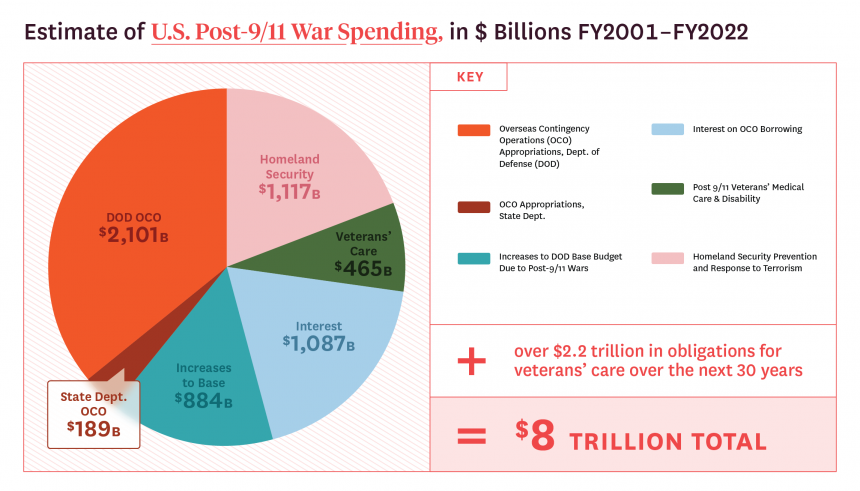 Estimate of U.S. Post-9/11 War Spending, in $ Billions FY2001–FY2022
Homeland
Security
$1,117B
DOD OCO
$2,101B
Veterans'
Care
$465B
Interest
$1,087B
Increases
to Base
$884B
State Dept.
OCO
$189B
KEY
Overseas Contingency
Operations (OCO)
Appropriations, Dept. of
Defense (DOD)
OCO Appropriations,
State Dept.
Increases to DOD Base Budget
Due to Post-9/11 Wars
Interest on OCO Borrowing
Post 9/11 Veterans' Medical
Care & Disability
Homeland Security Prevention
and Response to Terrorism
+
over $2.2 trillion in obligations for
veterans' care over the next 30 years
=
$8 TRILLION TOTAL